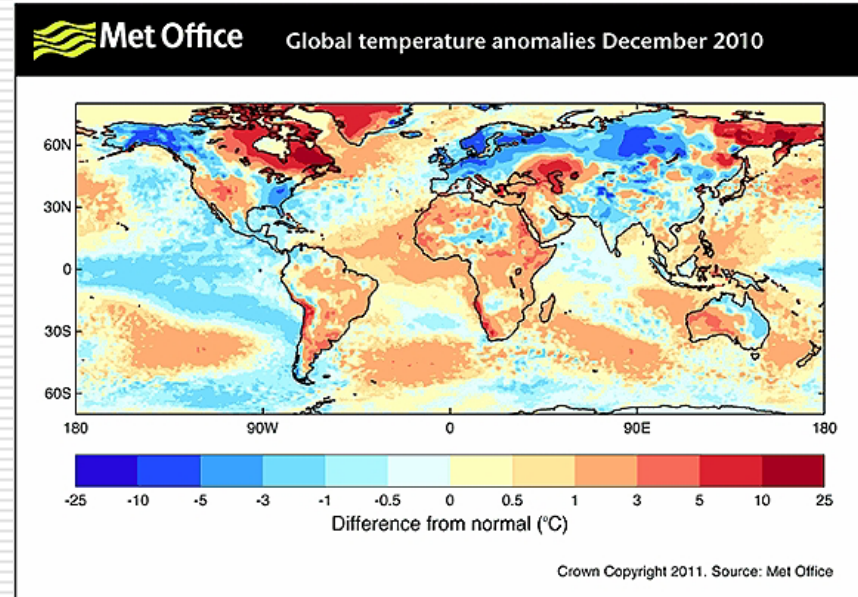 Met Office Global temperature anomalies December 2010
60N
30N
0
30S
60S
180 90W 0 90E 180
-25 -10 -5 -3 -1 -0.5 0 0.5 1 3 5 10 25
Difference from normal (°C)
Crown Copyright 2011. Source: Met Office